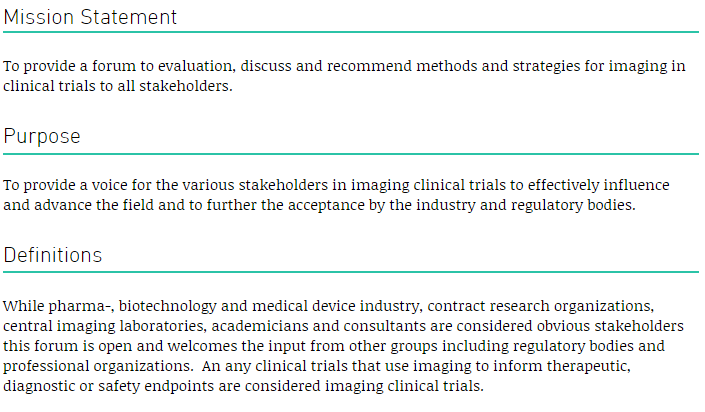 Mission Statement
To provide a forum to evaluation, discuss and recommend methods and strategies for imaging in
clinical trials to all stakeholders.
Purpose
To provide a voice for the various stakeholders in imaging clinical trials to effectively influence
and advance the field and to further the acceptance by the industry and regulatory bodies.
Definitions
While pharma-, biotechnology and medical device industry, contract research organizations,
central imaging laboratories, academicians and consultants are considered obvious stakeholders
this forum is open and welcomes the input from other groups including regulatory bodies and
professional organizations.  An any clinical trials that use imaging to inform therapeutic,
diagnostic or safety endpoints are considered imaging clinical trials.